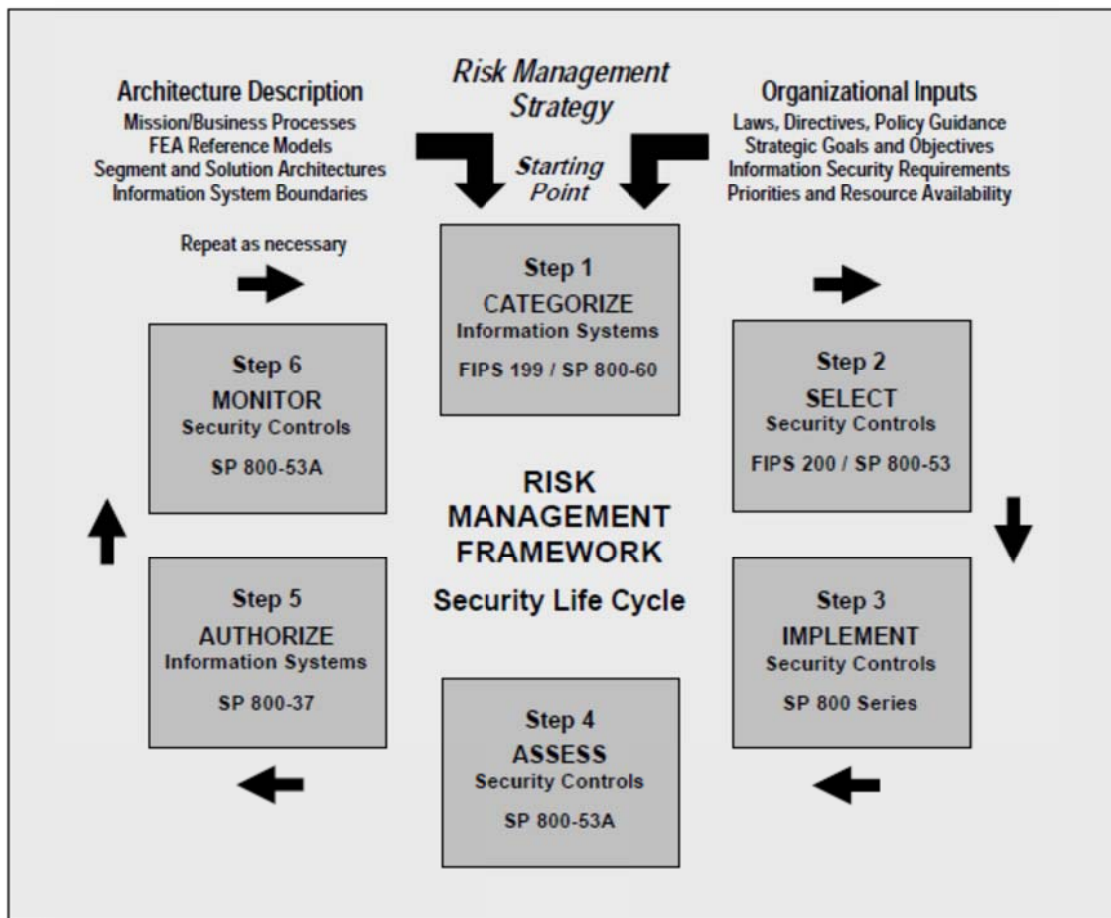 Architecture Description
Mission/Business Processes
FEA Reference Models
Segment and Solution Architectures
Information System Boundaries
Risk Management
Strategy
Starting
Point
Organizational Inputs
Laws, Directives, Policy Guidance
Strategic Goals and Objectives
Information Security Requirements
Priorities and Resource Availability
Repeat as necessary
Step 1
CATEGORIZE
Information Systems
FIPS 199 / SP 800-60
Step 2
SELECT
Security Controls
FIPS 200 / SP 800-53
Step 3
IMPLEMENT
Security Controls
SP 800 Series
Step 4
ASSESS
Security Controls
SP 800-53A
Step 5
AUTHORIZE
Information Systems
SP 800-37
Step 6
MONITOR
Security Controls
SP 800-53A
RISK
MANAGEMENT
FRAMEWORK
Security Life Cycle